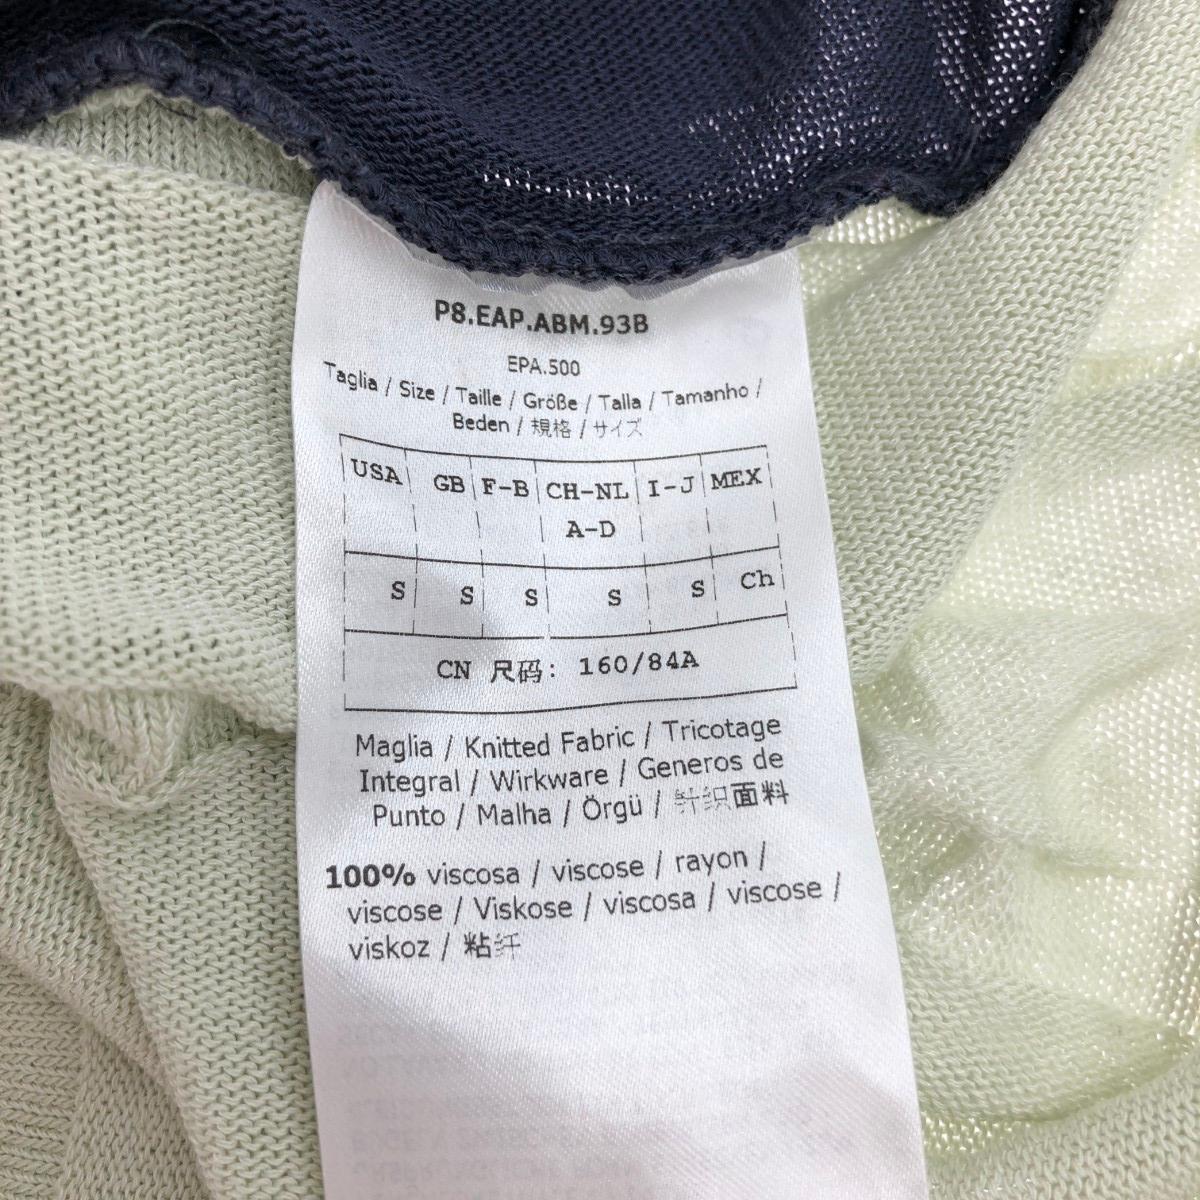 P8.EAP.ABM.93B
EPA.500
Taglia / Size / Taille / Größe / Talla / Tamanho /
Beden / 規格 / サイズ
USA GB F-B CH-NL I-J MEX
A-D
S S S S S Ch
CN 尺码: 160/84A
Maglia / Knitted Fabric / Tricotage
Integral / Wirkware / Generos de
Punto / Malha / Örgü / 针织面料
100% viscosa / viscose / rayon /
viscose / Viskose / viscosa / viscose /
viskoz / 粘纤